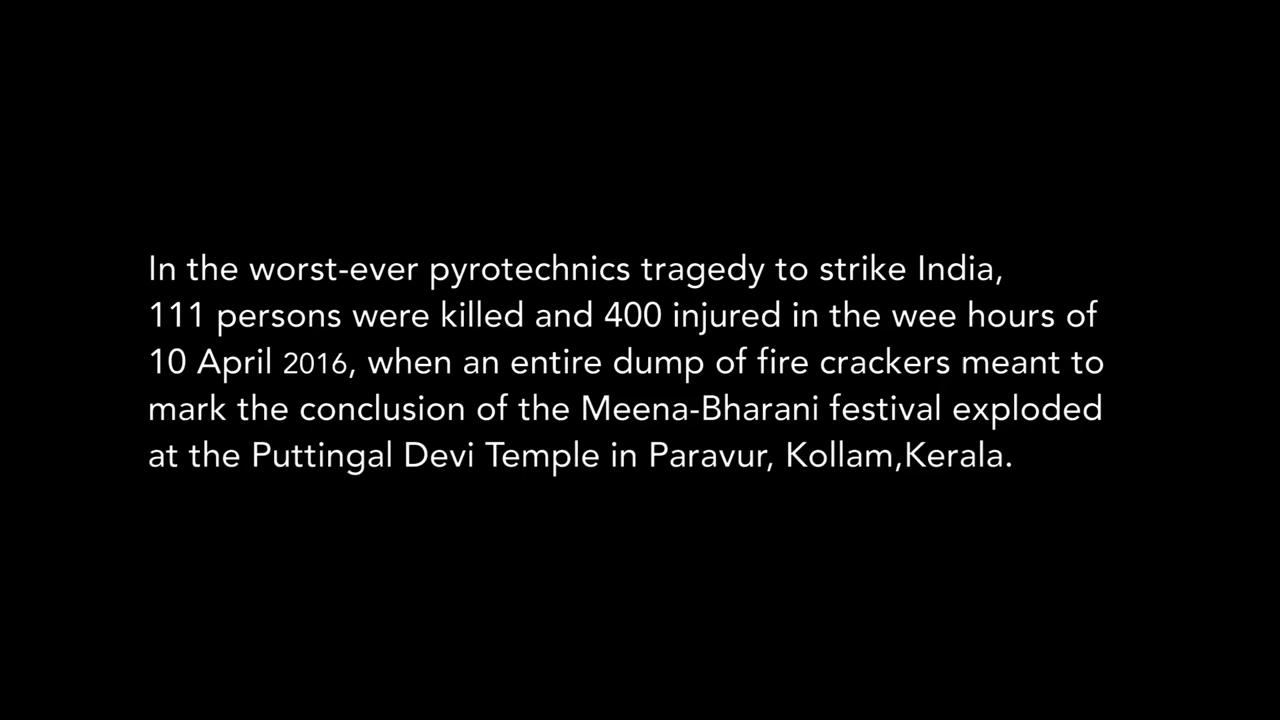 In the worst-ever pyrotechnics tragedy to strike India,
111 persons were killed and 400 injured in the wee hours of
10 April 2016, when an entire dump of fire crackers meant to
mark the conclusion of the Meena-Bharani festival exploded
at the Puttingal Devi Temple in Paravur, Kollam,Kerala.